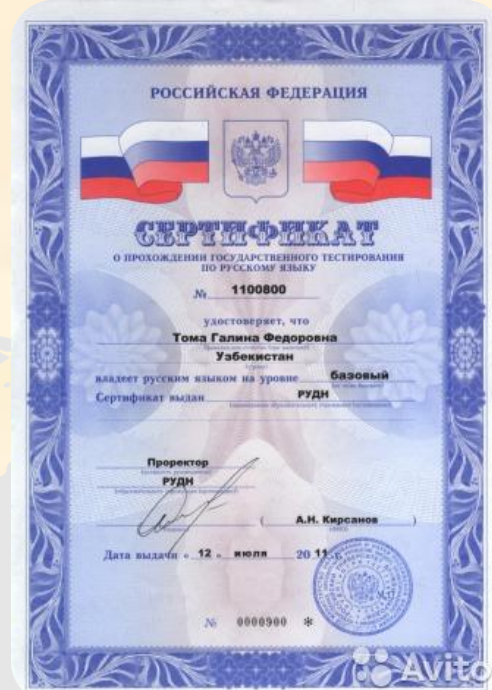 РОССИЙСКАЯ ФЕДЕРАЦИЯ
СЕРТИФИКАТ
О ПРОХОЖДЕНИИ ГОСУДАРСТВЕННОГО ТЕСТИРОВАНИЯ
ПО РУССКОМУ ЯЗЫКУ
№ 1100800
удостоверяет, что
Тома Галина Федоровна
Узбекистан
владеет русским языком на уровне базовый
Сертификат выдан РУДН
Проректор
РУДН
( А.Н. Кирсанов )
Дата выдачи « 12 » июля 20 11 г.
№ 0000900 *
Avito